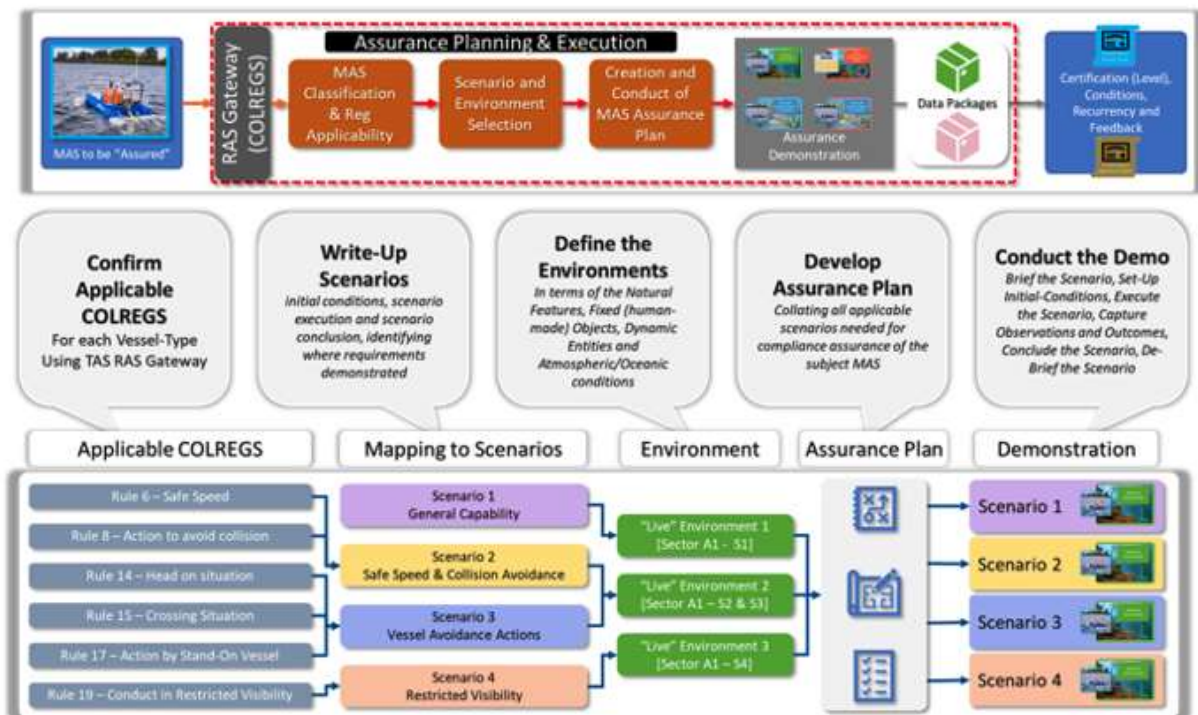 Assurance Planning & Execution
MAS to be "Assured"
RAS Gateway
(COLREGS)
MAS
Classification
& Reg
Applicability
Scenario and
Environment
Selection
Creation and
Conduct of
MAS Assurance
Plan
Assurance
Demonstration
Data Packages
Certification (Level),
Conditions,
Recurrency and
Feedback
Confirm
Applicable
COLREGS
For each Vessel-Type
Using TAS RAS Gateway
Write-Up
Scenarios
Initial conditions, scenario
execution and scenario
conclusion, identifying
where requirements
demonstrated
Define the
Environments
In terms of the Natural
Features, Fixed (human-
made) Objects, Dynamic
Entities and
Atmospheric/Oceanic
conditions
Develop
Assurance Plan
Collating all applicable
scenarios needed for
compliance assurance of the
subject MAS
Conduct the Demo
Brief the Scenario, Set-Up
Initial-Conditions, Execute
the Scenario, Capture
Observations and Outcomes,
Conclude the Scenario, De-
Brief the Scenario
Applicable COLREGS
Mapping to Scenarios
Environment
Assurance Plan
Demonstration
Rule 6 – Safe Speed
Rule 8 – Action to avoid collision
Rule 14 – Head on situation
Rule 15 – Crossing Situation
Rule 17 – Action by Stand-On Vessel
Rule 19 – Conduct in Restricted Visibility
Scenario 1
General Capability
Scenario 2
Safe Speed & Collision Avoidance
Scenario 3
Vessel Avoidance Actions
Scenario 4
Restricted Visibility
"Live" Environment 1
[Sector A1 - S1]
"Live" Environment 2
[Sector A1 – S2 & S3]
"Live" Environment 3
[Sector A1 – S4]
Scenario 1
Scenario 2
Scenario 3
Scenario 4